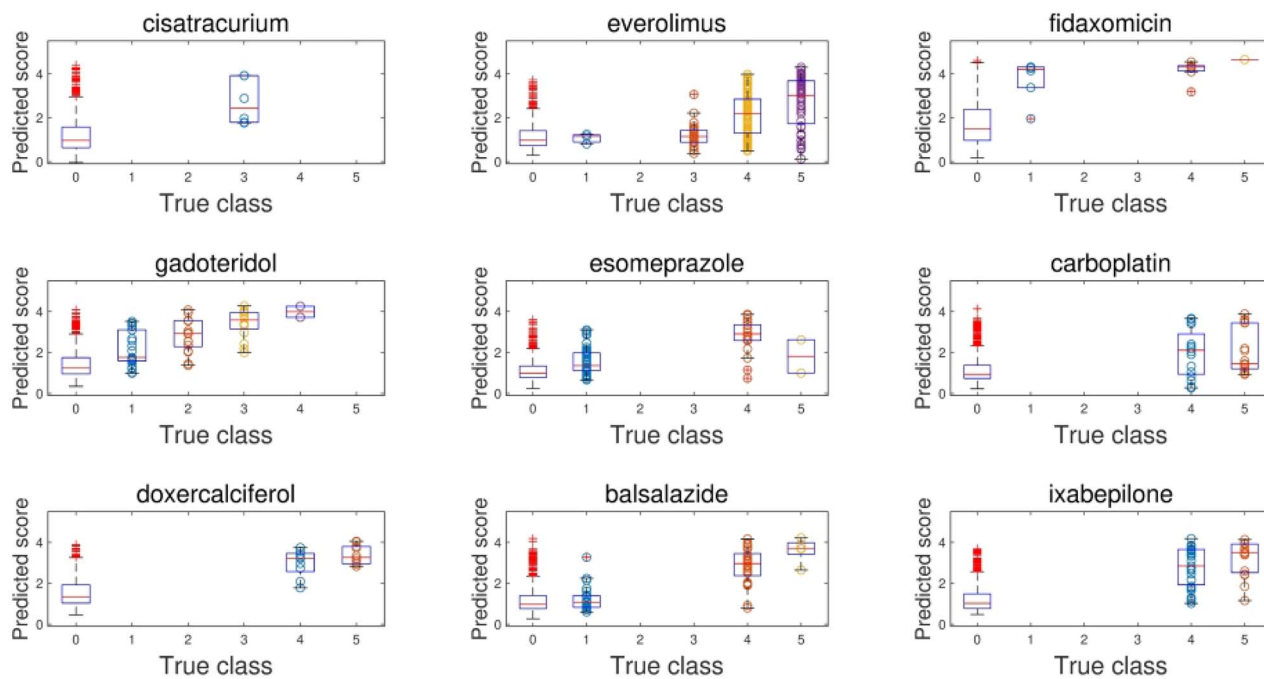 cisatracurium
Predicted score
4
2
0
0 1 2 3 4 5
True class
everolimus
Predicted score
4
2
0
0 1 2 3 4 5
True class
fidaxomicin
Predicted score
4
2
0
0 1 2 3 4 5
True class
gadoteridol
Predicted score
4
2
0
0 1 2 3 4 5
True class
esomeprazole
Predicted score
4
2
0
0 1 2 3 4 5
True class
carboplatin
Predicted score
4
2
0
0 1 2 3 4 5
True class
doxercalciferol
Predicted score
4
2
0
0 1 2 3 4 5
True class
balsalazide
Predicted score
4
2
0
0 1 2 3 4 5
True class
ixabepilone
Predicted score
4
2
0
0 1 2 3 4 5
True class